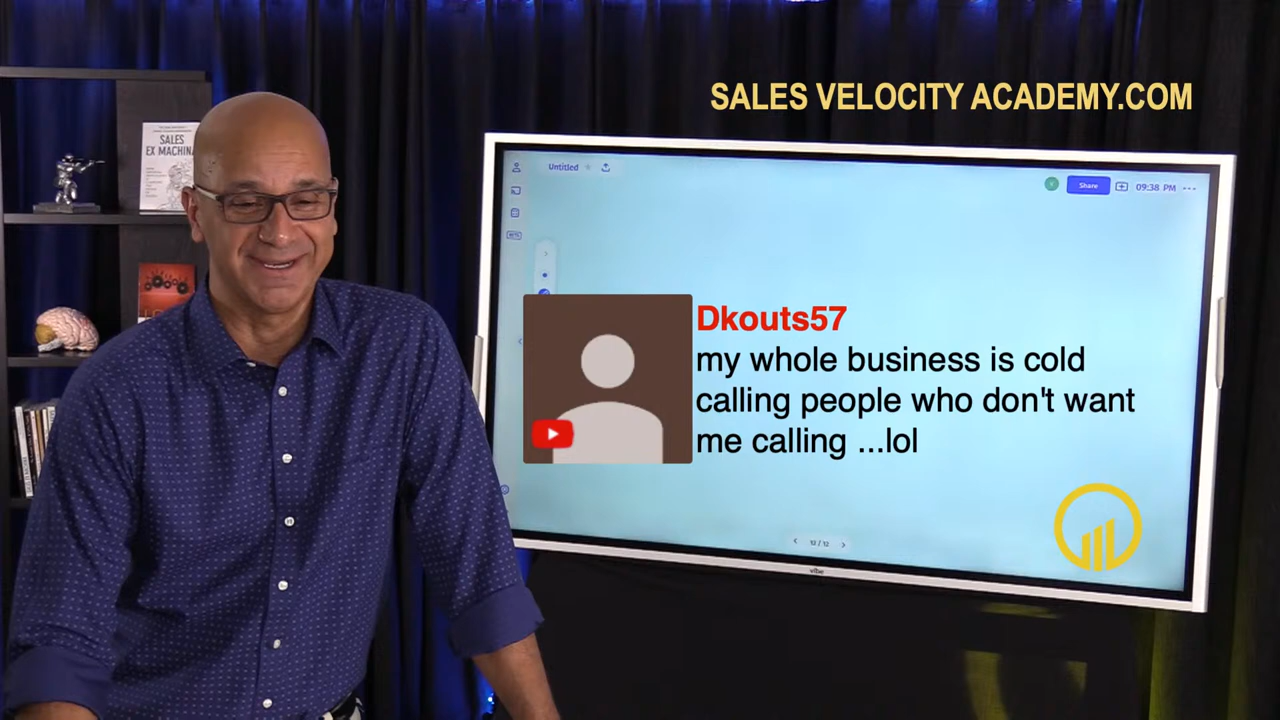 SALES VELOCITY ACADEMY.COM
SALES
EX MACHINA
Untitled
Share
09:38 PM
Dkouts57
my whole business is cold
calling people who don't want
me calling ...lol
vibe